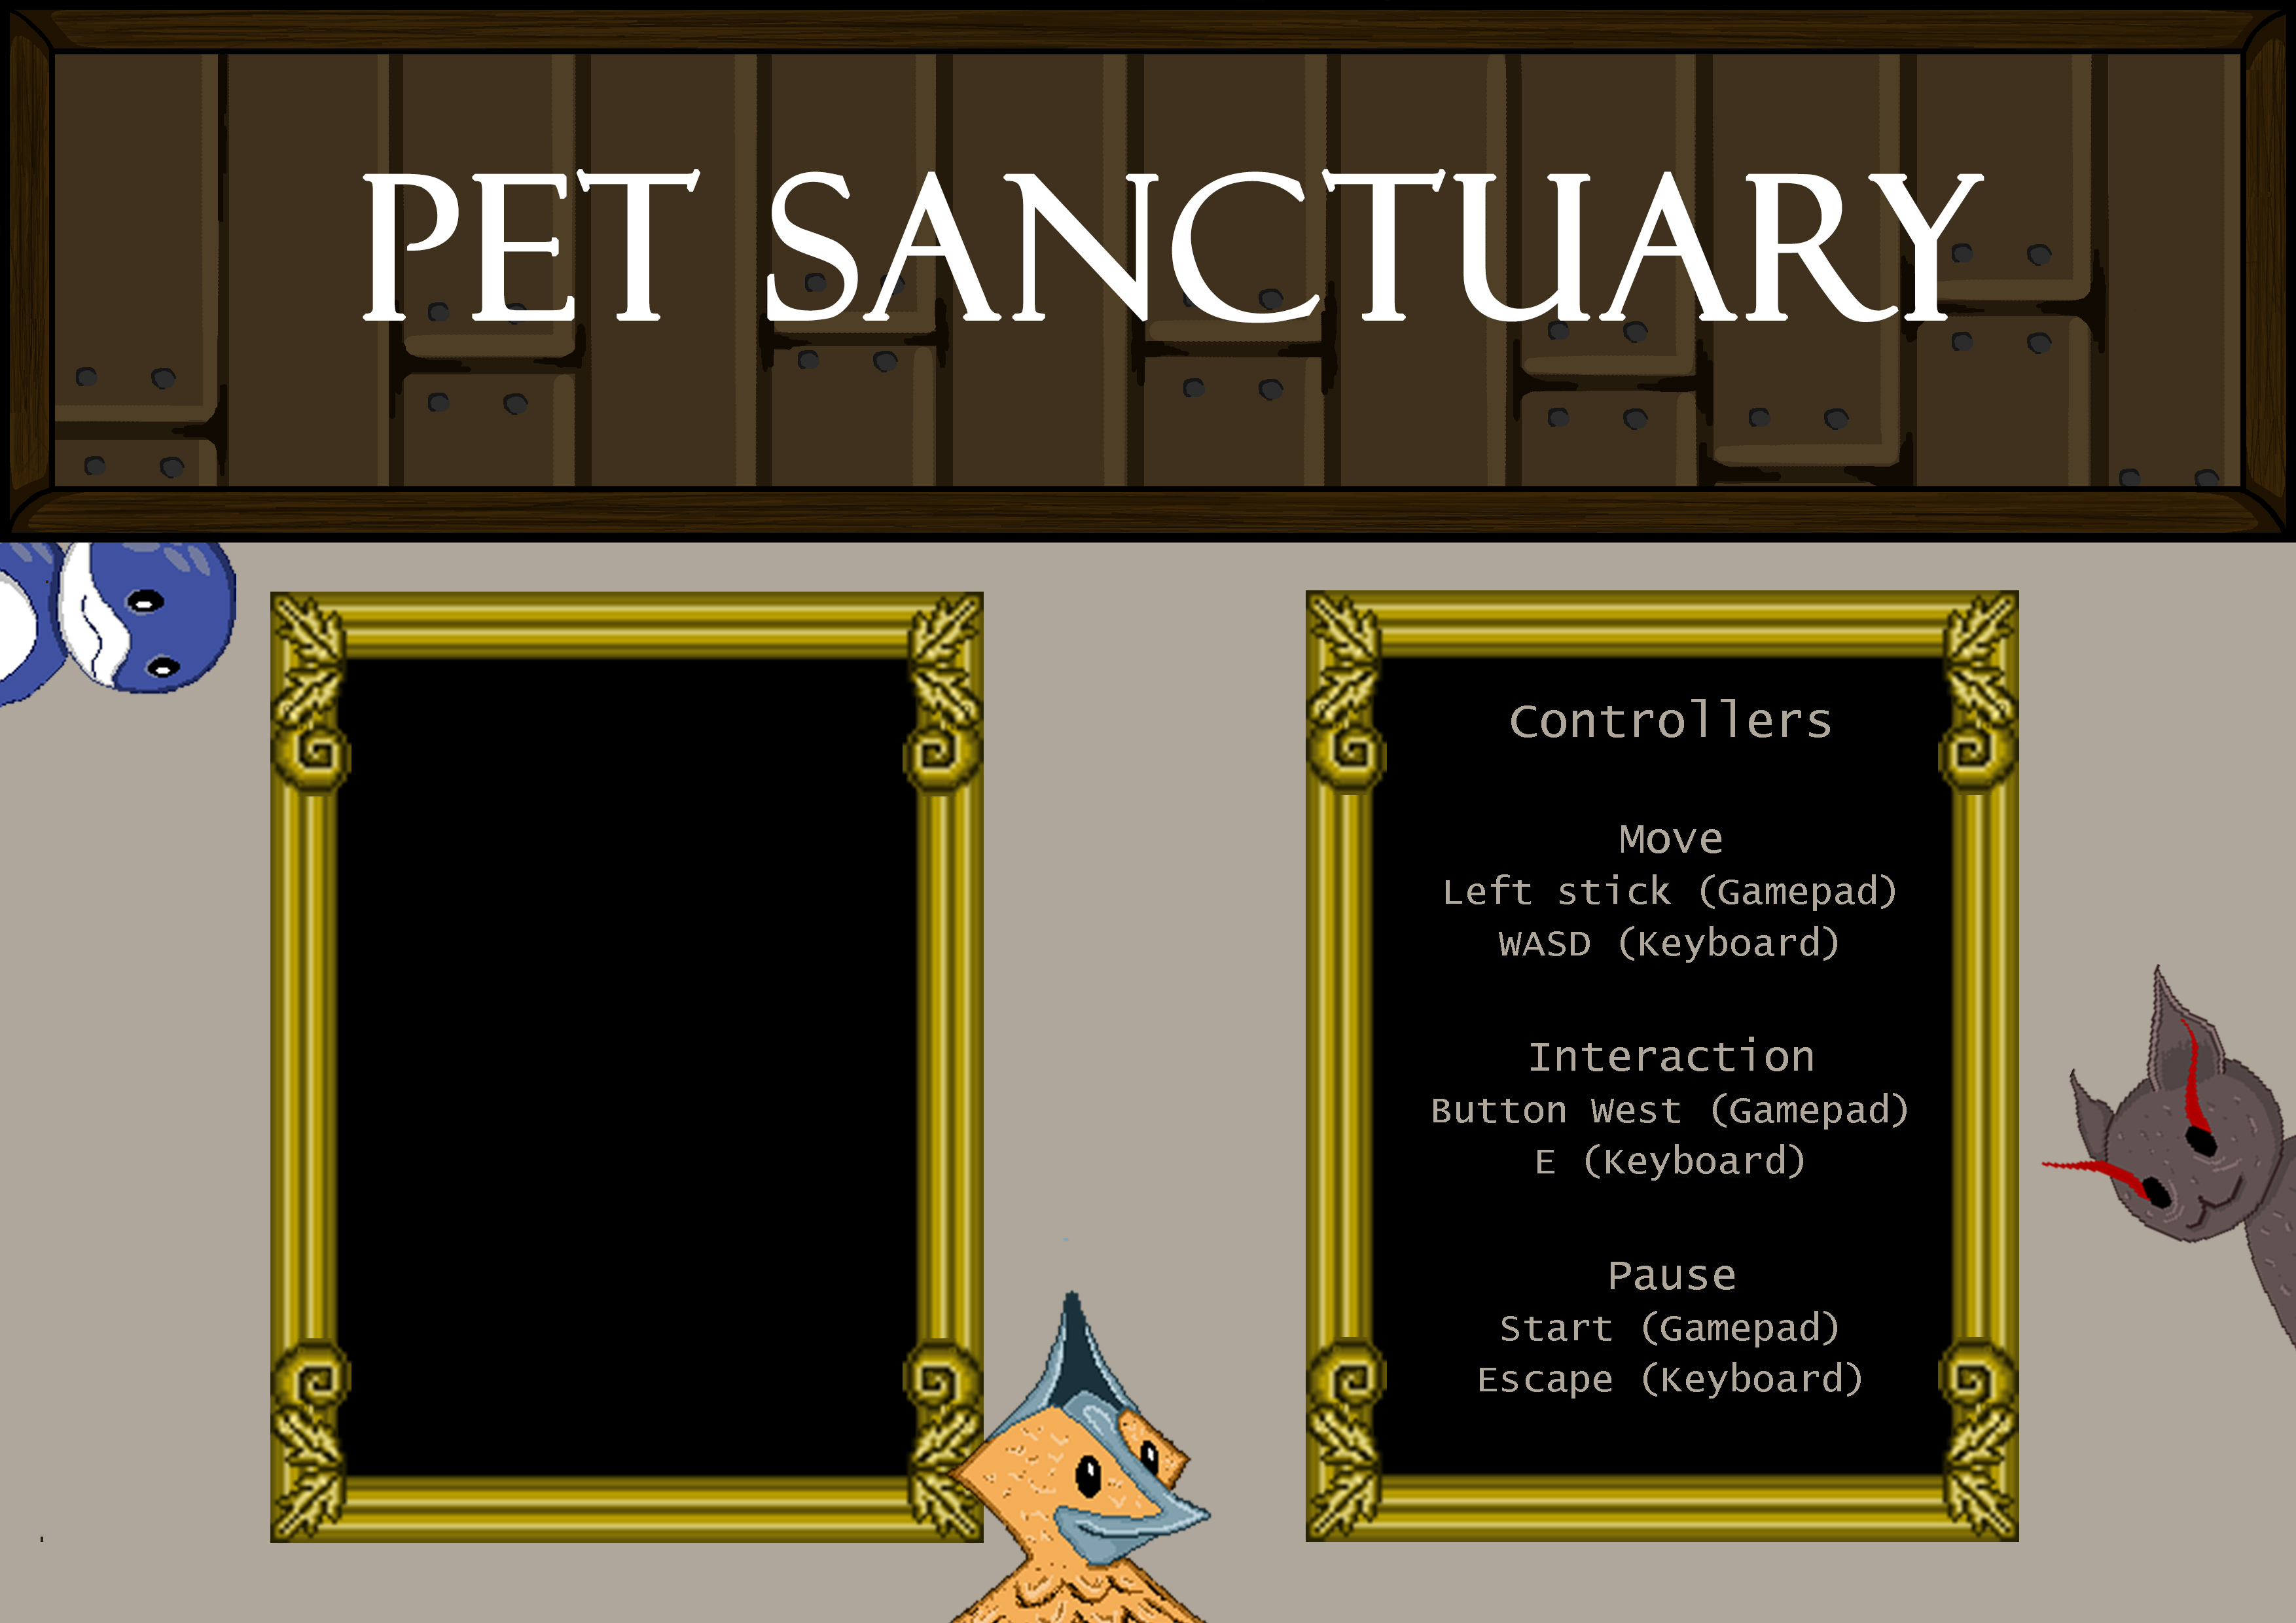 PET SANCTUARY
Controllers
Move
Left stick (Gamepad)
WASD (Keyboard)
Interaction
Button West (Gamepad)
E (Keyboard)
Pause
Start (Gamepad)
Escape (Keyboard)